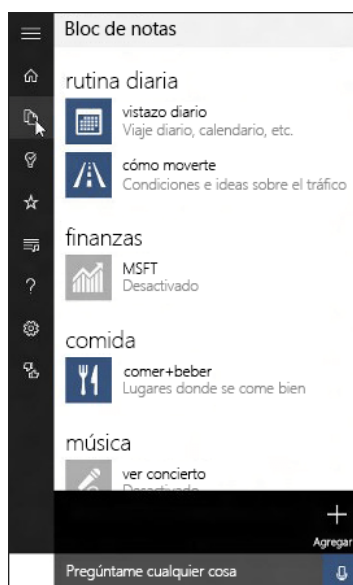 Bloc de notas
rutina diaria
vistazo diario
Viaje diario, calendario, etc.
cómo moverte
Condiciones e ideas sobre el tráfico
finanzas
MSFT
Desactivado
comida
comer+beber
Lugares donde se come bien
música
ver concierto
Desactivado
Agregar
Pregúntame cualquier cosa